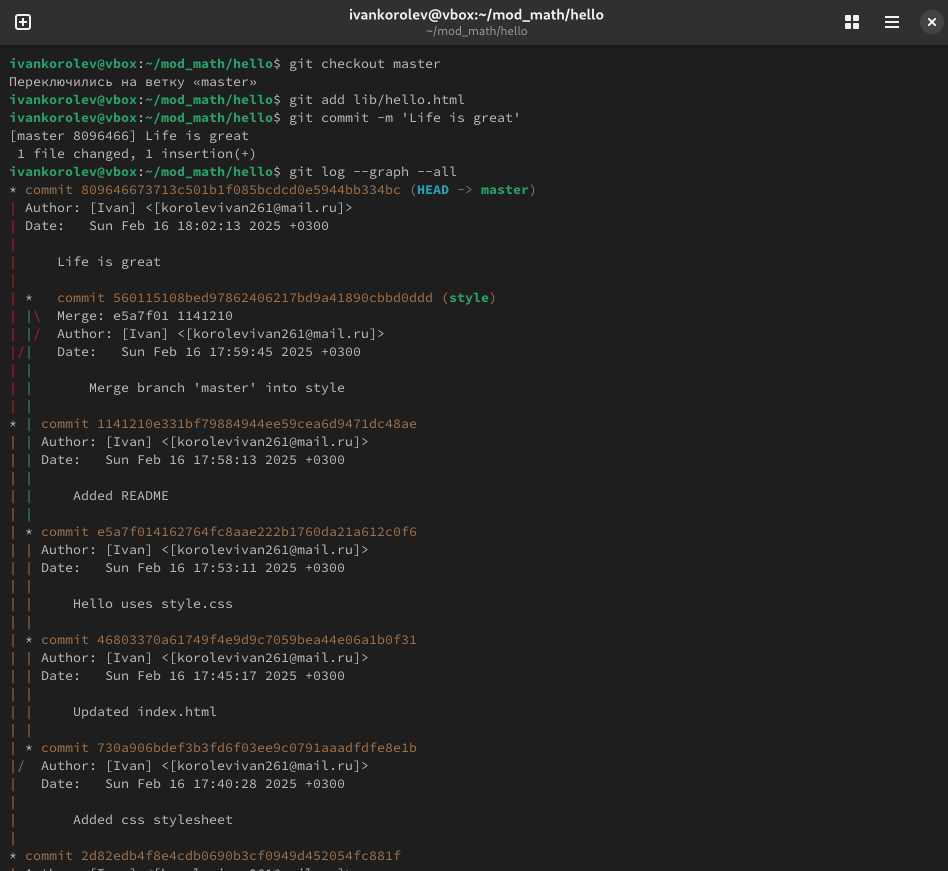 ivankorolev@vbox:~/mod_math/hello
~/mod_math/hello
ivankorolev@vbox:~/mod_math/hello$ git checkout master
Переключились на ветку «master»
ivankorolev@vbox:~/mod_math/hello$ git add lib/hello.html
ivankorolev@vbox:~/mod_math/hello$ git commit -m 'Life is great'
[master 8096466] Life is great
 1 file changed, 1 insertion(+)
ivankorolev@vbox:~/mod_math/hello$ git log --graph --all
* commit 809646673713c501b1f085bcdcd0e5944bb334bc (HEAD -> master)
| Author: [Ivan] <[korolevivan261@mail.ru]>
| Date:   Sun Feb 16 18:02:13 2025 +0300
|
|     Life is great
|
| *   commit 560115108bed97862406217bd9a41890cbbd0ddd (style)
| |\  Merge: e5a7f01 1141210
| |/  Author: [Ivan] <[korolevivan261@mail.ru]>
|/|   Date:   Sun Feb 16 17:59:45 2025 +0300
| |
| |       Merge branch 'master' into style
| |
* | commit 1141210e331bf79884944ee59cea6d9471dc48ae
| | Author: [Ivan] <[korolevivan261@mail.ru]>
| | Date:   Sun Feb 16 17:58:13 2025 +0300
| |
| |     Added README
| |
| * commit e5a7f014162764fc8aae222b1760da21a612c0f6
| | Author: [Ivan] <[korolevivan261@mail.ru]>
| | Date:   Sun Feb 16 17:53:11 2025 +0300
| |
| |     Hello uses style.css
| |
| * commit 46803370a61749f4e9d9c7059bea44e06a1b0f31
| | Author: [Ivan] <[korolevivan261@mail.ru]>
| | Date:   Sun Feb 16 17:45:17 2025 +0300
| |
| |     Updated index.html
| |
| * commit 730a906bdef3b3fd6f03ee9c0791aaadfdfe8e1b
|/  Author: [Ivan] <[korolevivan261@mail.ru]>
|   Date:   Sun Feb 16 17:40:28 2025 +0300
|
|       Added css stylesheet
|
* commit 2d82edb4f8e4cdb0690b3cf0949d452054fc881f